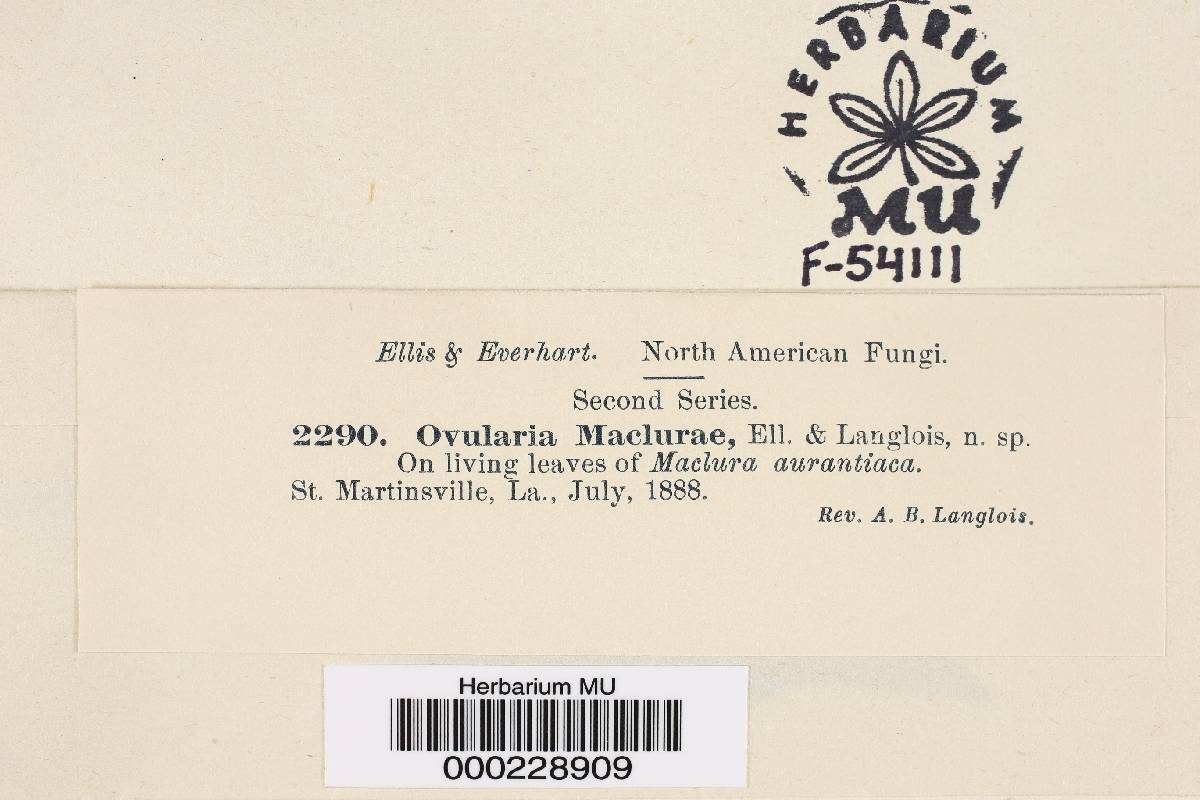 HERBARIUM
MU
F-54111
Ellis & Everhart. North American Fungi.
Second Series.
2290. Ovularia Maclurae, Ell. & Langlois, n. sp.
On living leaves of Maclura aurantiaca.
St. Martinsville, La., July, 1888.
Rev. A. B. Langlois.
Herbarium MU
000228909